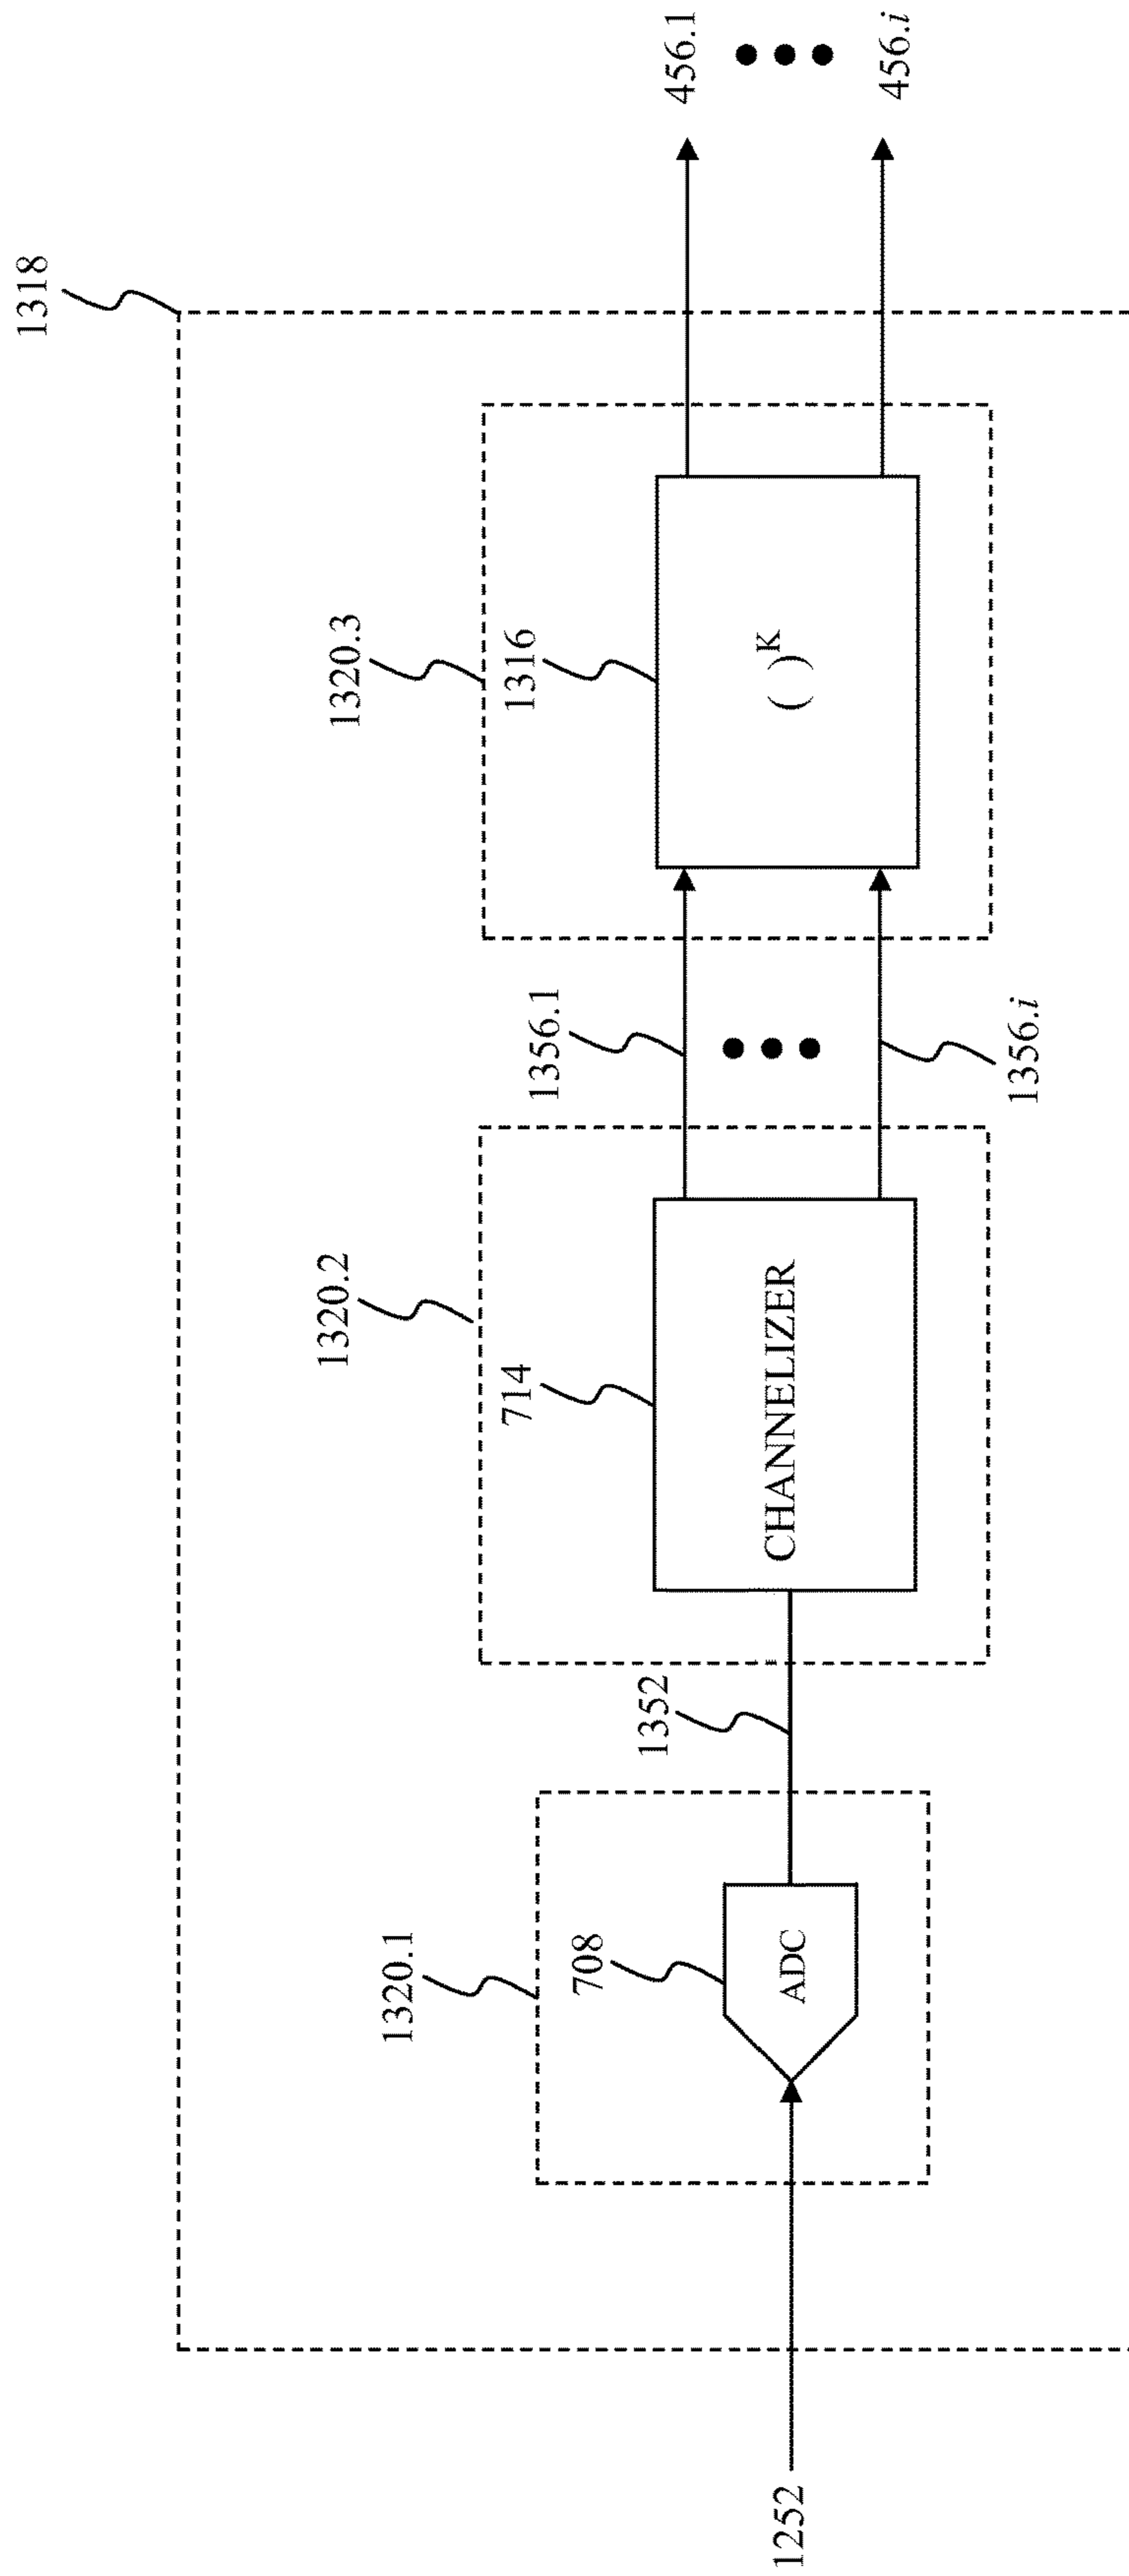 1318
1320.3
1316
( )K
456.1
456.i
1320.2
714
CHANNELIZER
1356.1
1356.i
1320.1
708
ADC
1352
1252